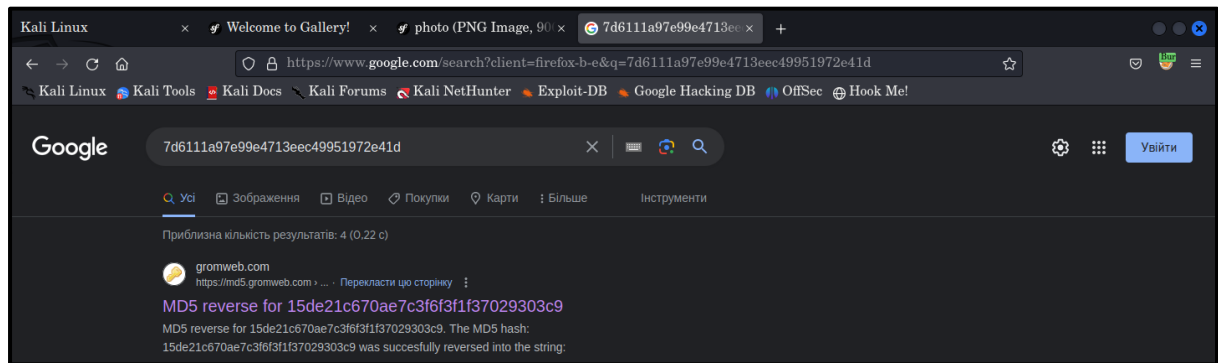 Kali Linux × Welcome to Gallery! × photo (PNG Image, 90 × G 7d6111a97e99e4713ee × +
https://www.google.com/search?client=firefox-b-e&q=7d6111a97e99e4713eec49951972e41d
Kali Linux Kali Tools Kali Docs Kali Forums Kali NetHunter Exploit-DB Google Hacking DB OffSec Hook Me!
Google 7d6111a97e99e4713eec49951972e41d Увійти
Усі Зображення Відео Покупки Карти Більше Інструменти
Приблизна кількість результатів: 4 (0,22 с)
gromweb.com
https://md5.gromweb.com › ... · Перекласти цю сторінку
MD5 reverse for 15de21c670ae7c3f6f3f1f37029303c9
MD5 reverse for 15de21c670ae7c3f6f3f1f37029303c9. The MD5 hash:
15de21c670ae7c3f6f3f1f37029303c9 was succesfully reversed into the string: